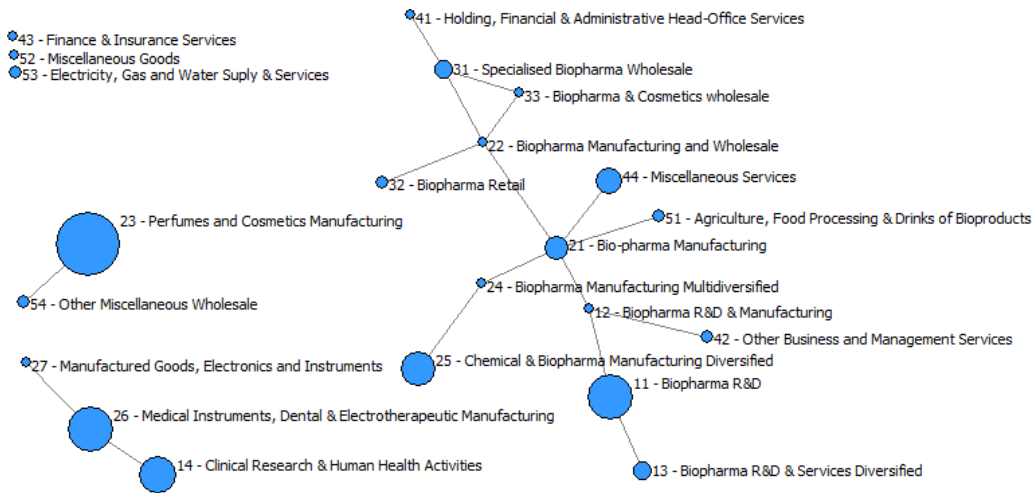 41 - Holding, Financial & Administrative Head-Office Services
43 - Finance & Insurance Services
52 - Miscellaneous Goods
53 - Electricity, Gas and Water Suply & Services
31 - Specialised Biopharma Wholesale
33 - Biopharma & Cosmetics wholesale
22 - Biopharma Manufacturing and Wholesale
32 - Biopharma Retail
44 - Miscellaneous Services
23 - Perfumes and Cosmetics Manufacturing
51 - Agriculture, Food Processing & Drinks of Bioproducts
21 - Bio-pharma Manufacturing
24 - Biopharma Manufacturing Multidiversified
54 - Other Miscellaneous Wholesale
12 - Biopharma R&D & Manufacturing
42 - Other Business and Management Services
25 - Chemical & Biopharma Manufacturing Diversified
27 - Manufactured Goods, Electronics and Instruments
11 - Biopharma R&D
26 - Medical Instruments, Dental & Electrotherapeutic Manufacturing
14 - Clinical Research & Human Health Activities
13 - Biopharma R&D & Services Diversified